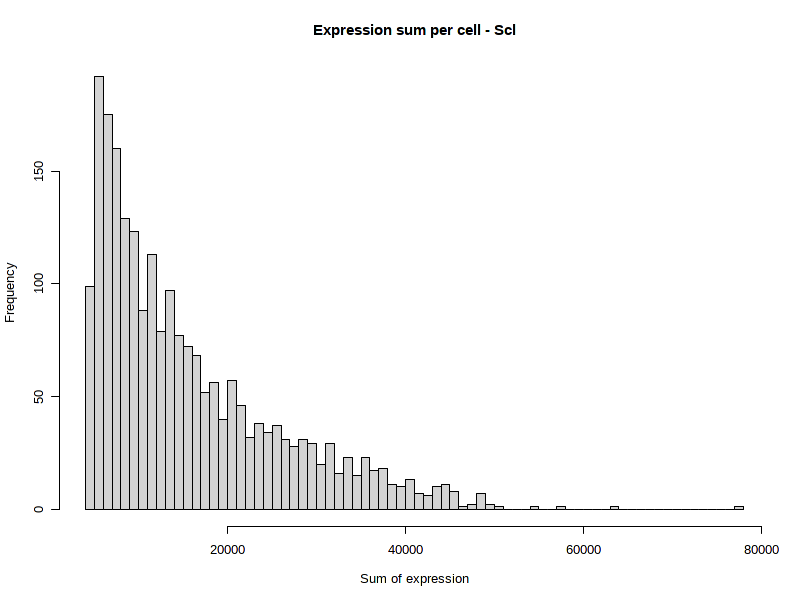 Expression sum per cell - Scl
Frequency
150
100
50
0
20000 40000 60000 80000
Sum of expression